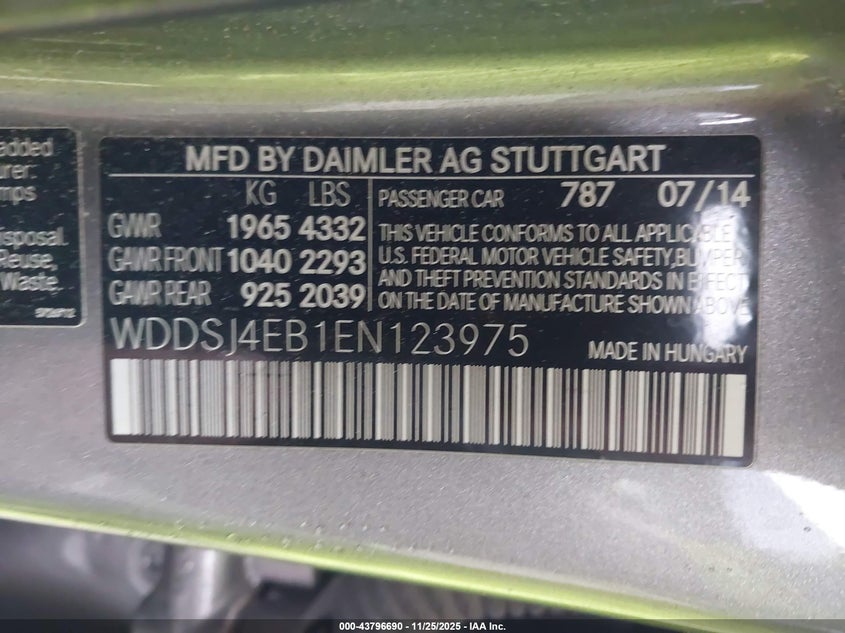 added
urer:
mps
isposal.
Reuse,
Waste.
MFD BY DAIMLER AG STUTTGART
KG LBS
GVWR 1965 4332
GAWR FRONT 1040 2293
GAWR REAR 925 2039
PASSENGER CAR 787 07/14
THIS VEHICLE CONFORMS TO ALL APPLICABLE
U.S. FEDERAL MOTOR VEHICLE SAFETY, BUMPER
AND THEFT PREVENTION STANDARDS IN EFFECT
ON THE DATE OF MANUFACTURE SHOWN ABOVE.
WDDSJ4EB1EN123975 MADE IN HUNGARY
000-43796690 - 11/25/2025 - IAA Inc.